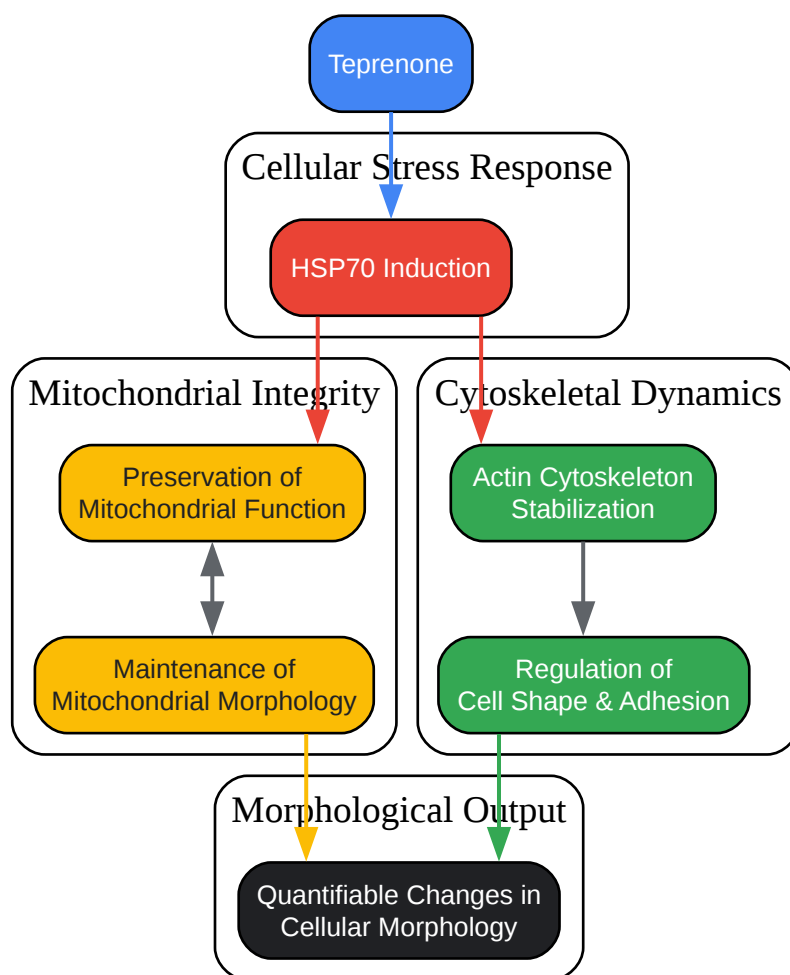 Teprenone
Cellular Stress Response
HSP70 Induction
Mitochondrial Integrity
Preservation of
Mitochondrial Function
Maintenance of
Mitochondrial Morphology
Cytoskeletal Dynamics
Actin Cytoskeleton
Stabilization
Regulation of
Cell Shape & Adhesion
Morphological Output
Quantifiable Changes in
Cellular Morphology